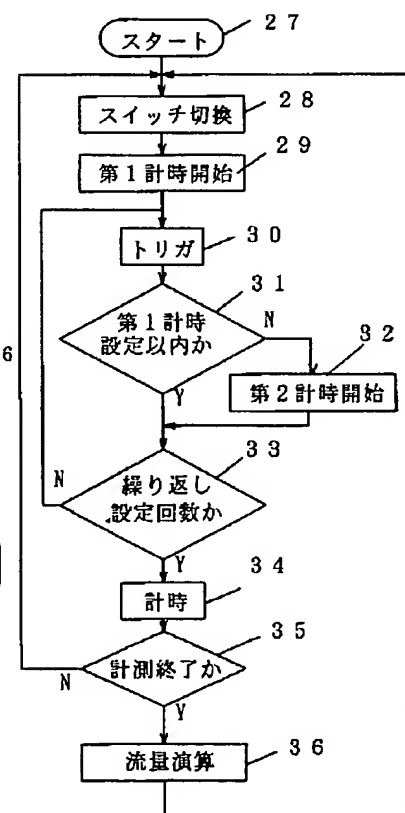 スタート
27
スイッチ切換
28
第1計時開始
29
トリガ
30
第1計時
設定以内か
31
N
Y
第2計時開始
32
6
繰り返し
設定回数か
33
N
Y
計時
34
計測終了か
35
N
Y
流量演算
36